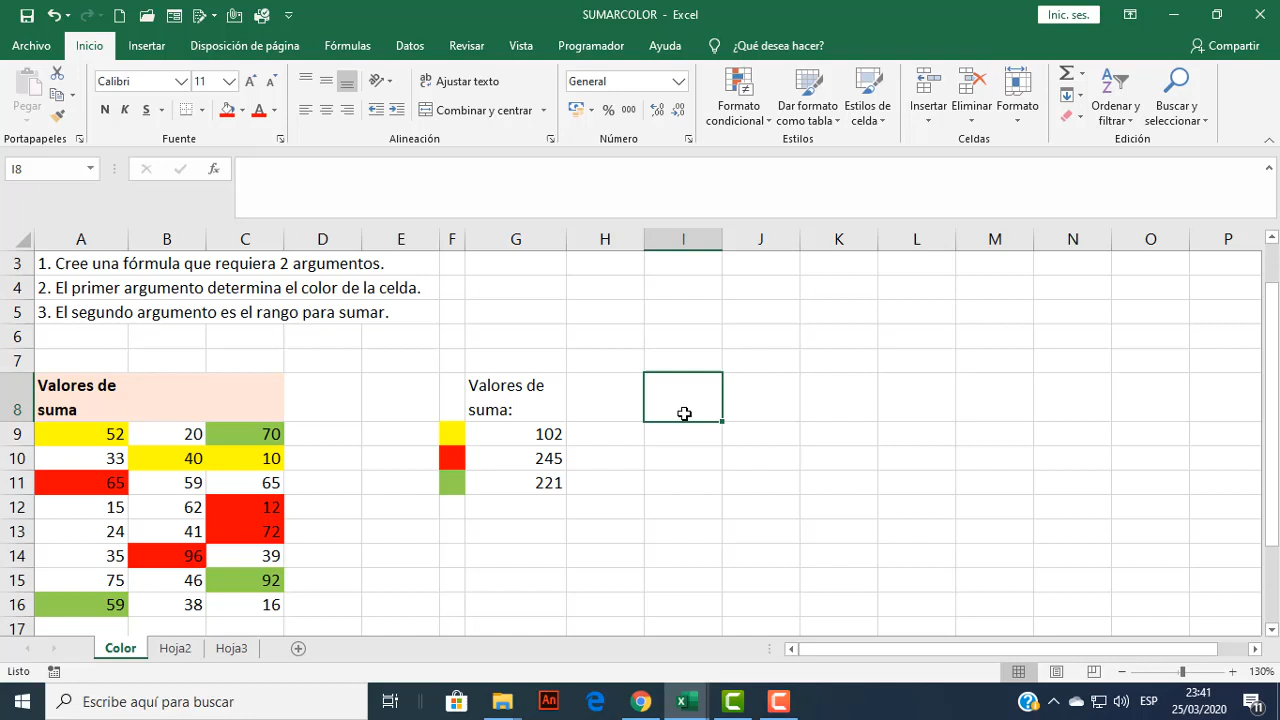 SUMARCOLOR - Excel
Inic. ses.
Archivo Inicio Insertar Disposición de página Fórmulas Datos Revisar Vista Programador Ayuda ¿Qué desea hacer? Compartir
Pegar
Calibri 11
N K S
A A
Ajustar texto
Combinar y centrar
General
% 000
Formato condicional
Dar formato como tabla
Estilos de celda
Insertar
Eliminar
Formato
Ordenar y filtrar
Buscar y seleccionar
Portapapeles Fuente Alineación Número Estilos Celdas Edición
I8 fx
A B C D E F G H I J K L M N O P
3 1. Cree una fórmula que requiera 2 argumentos.
4 2. El primer argumento determina el color de la celda.
5 3. El segundo argumento es el rango para sumar.
6
7
8 Valores de suma Valores de suma:
9 52 20 70 102
10 33 40 10 245
11 65 59 65 221
12 15 62 12
13 24 41 72
14 35 96 39
15 75 46 92
16 59 38 16
17
Color Hoja2 Hoja3
Listo 130%
Escribe aquí para buscar
An
ESP
23:41
25/03/2020
11